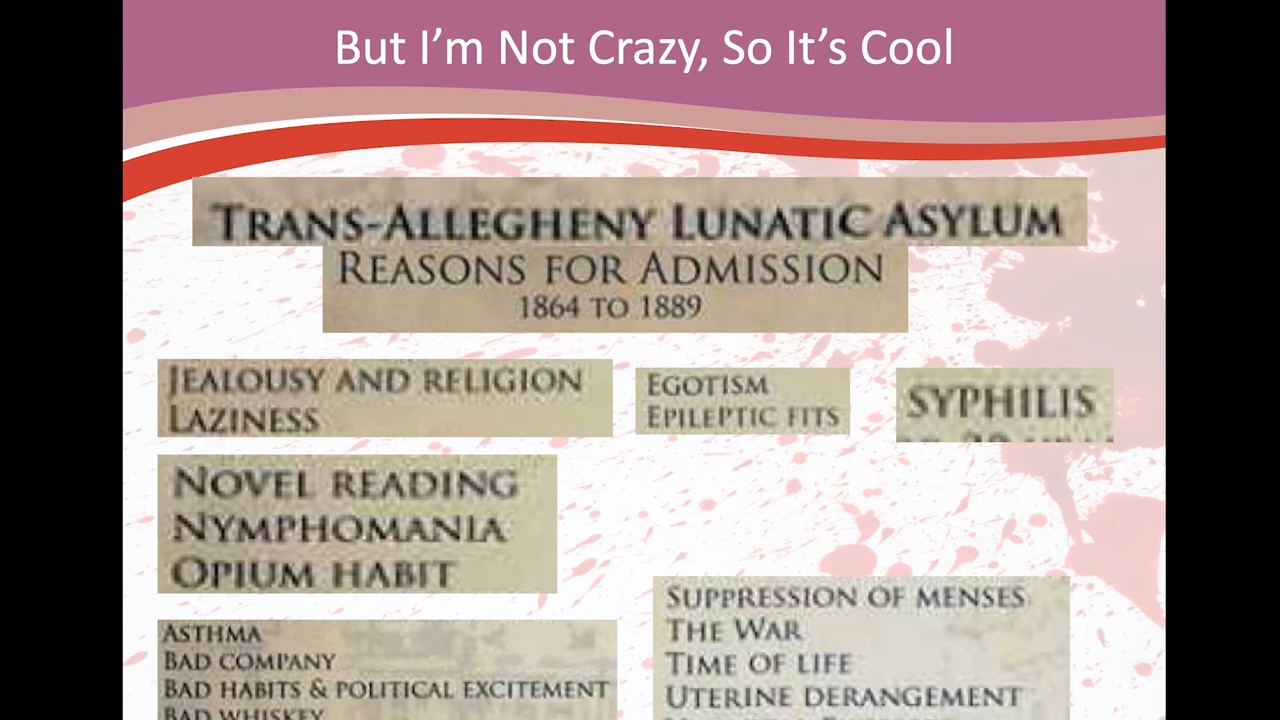 But I'm Not Crazy, So It's Cool
TRANS-ALLEGHENY LUNATIC ASYLUM
REASONS FOR ADMISSION
1864 TO 1889
JEALOUSY AND RELIGION
LAZINESS
EGOTISM
EPILEPTIC FITS
SYPHILIS
NOVEL READING
NYMPHOMANIA
OPIUM HABIT
ASTHMA
BAD COMPANY
BAD HABITS & POLITICAL EXCITEMENT
BAD WHISKEY
SUPPRESSION OF MENSES
THE WAR
TIME OF LIFE
UTERINE DERANGEMENT